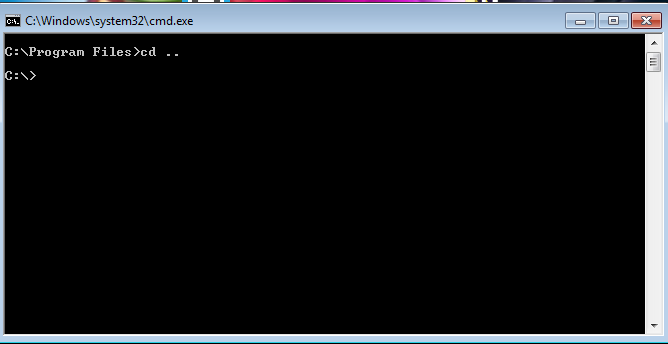 C:\Windows\system32\cmd.exe
C:\Program Files>cd ..
C:\>